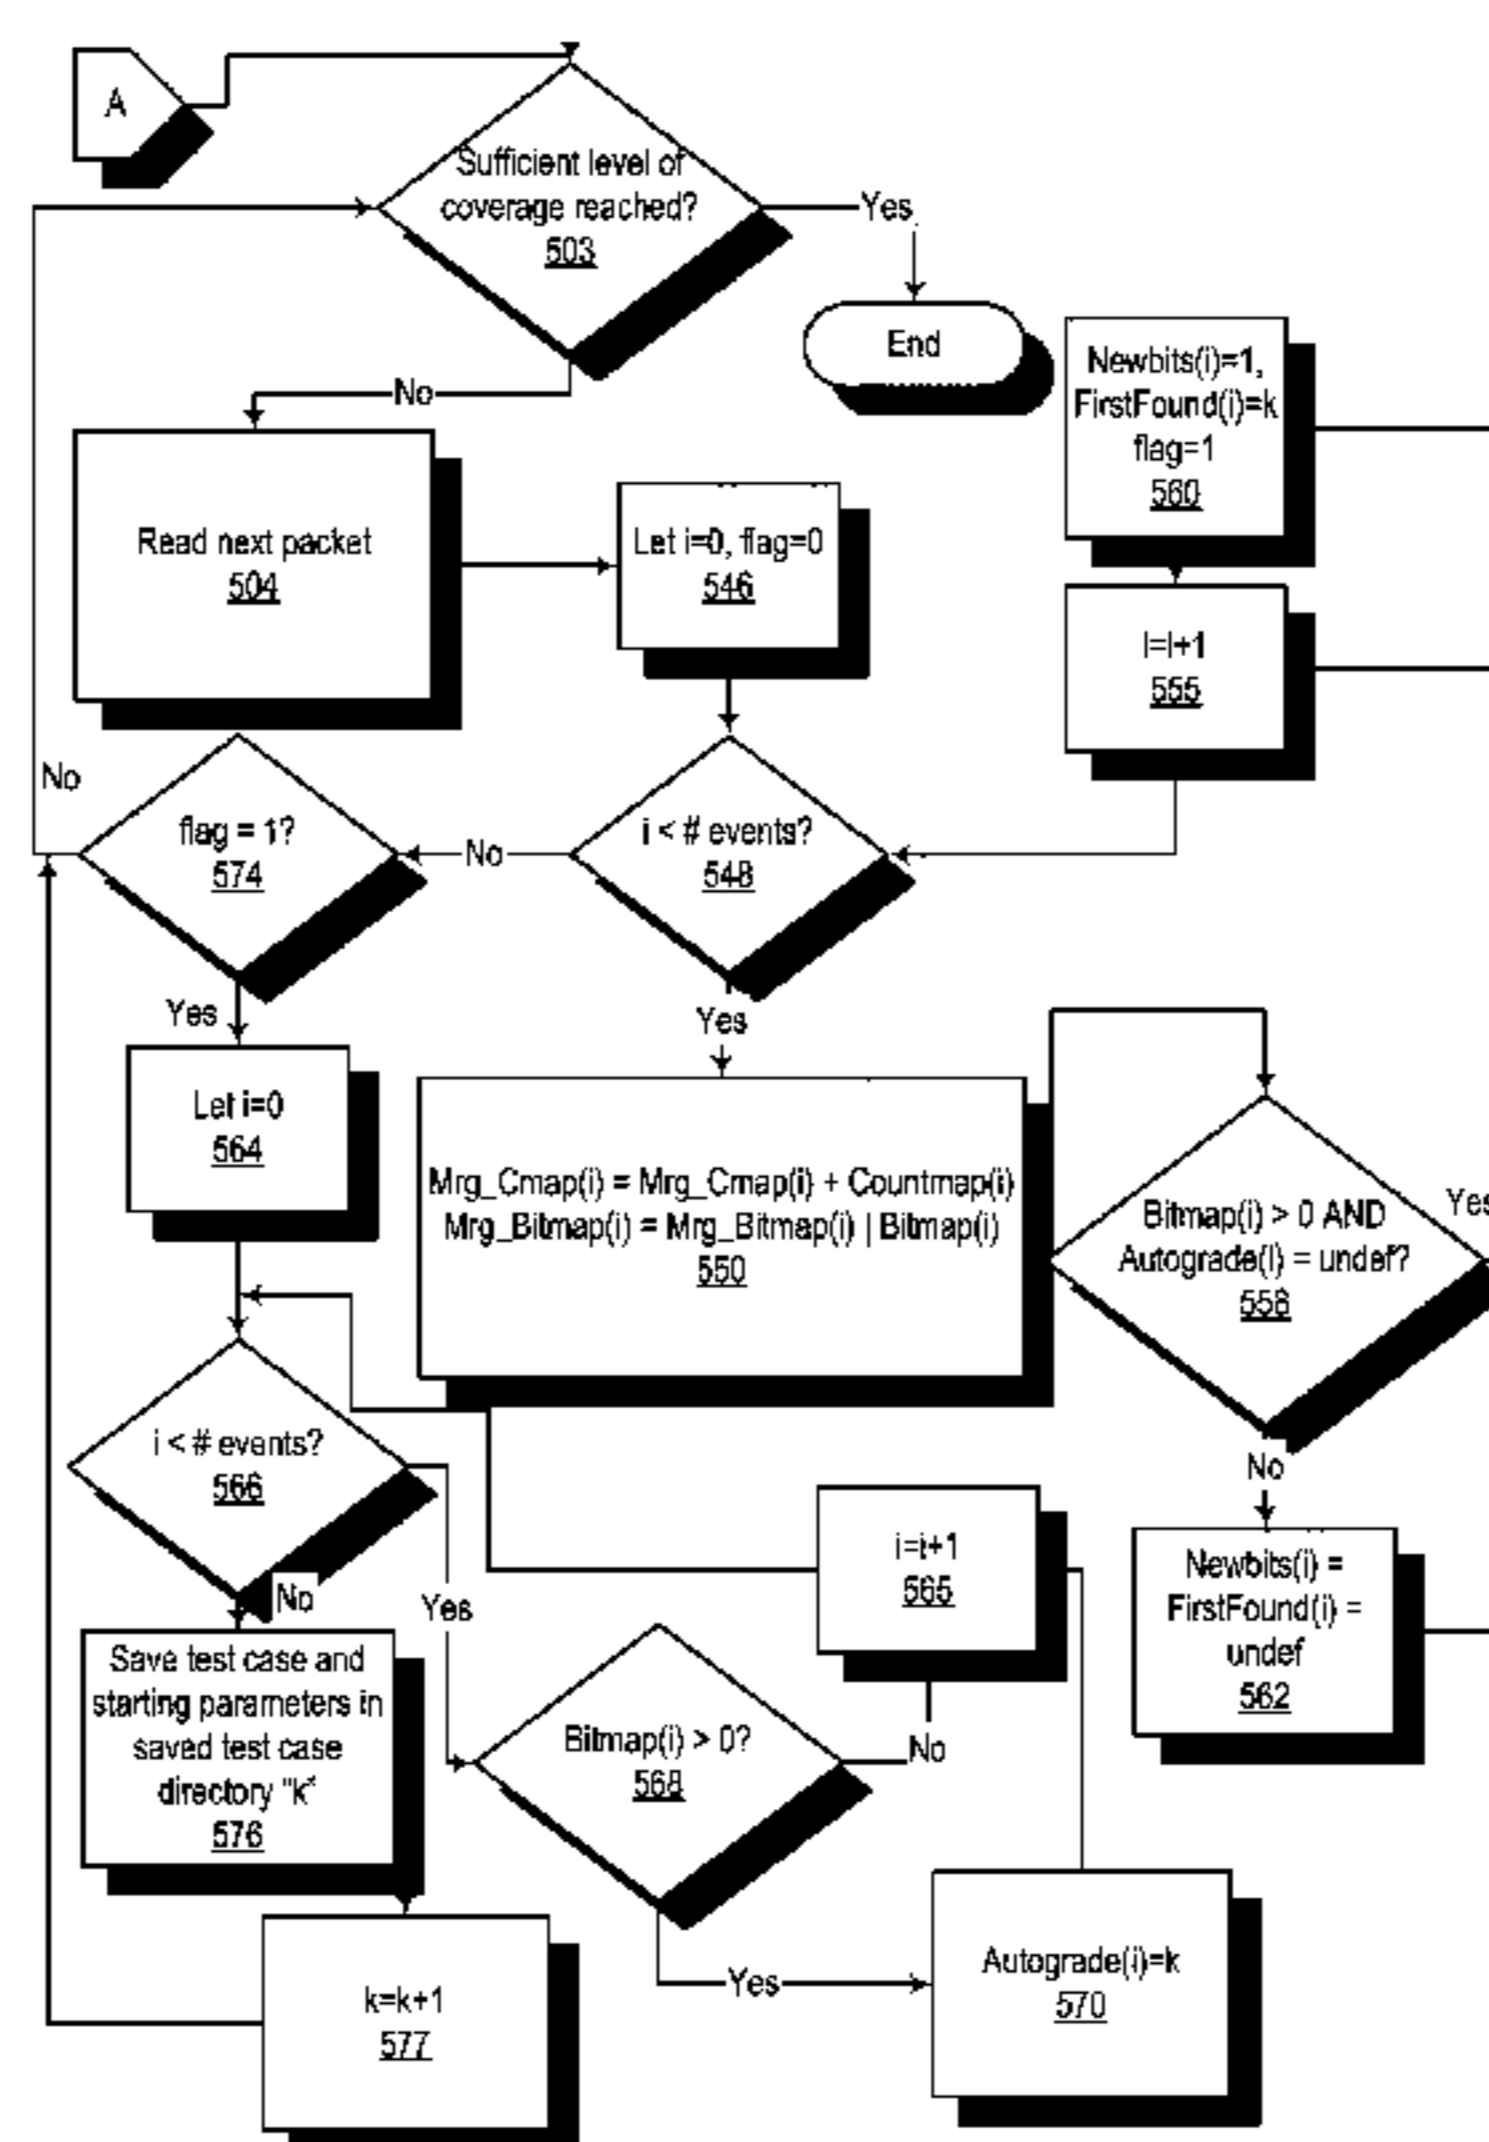 A
Sufficient level of
coverage reached?
503
Yes
End
No
Newbits(i)=1,
FirstFound(i)=k
flag=1
560
Read next packet
504
Let i=0, flag=0
546
I=I+1
555
No
flag = 1?
574
No
i < # events?
548
Yes
Yes
Let i=0
564
Mrg_Cmap(i) = Mrg_Cmap(i) + Countmap(i)
Mrg_Bitmap(i) = Mrg_Bitmap(i) | Bitmap(i)
550
Bitmap(i) > 0 AND
Autograde(i) = undef?
558
Yes
i < # events?
566
No
No
Yes
i=i+1
565
Newbits(i) =
FirstFound(i) =
undef
562
Save test case and
starting parameters in
saved test case
directory "k"
576
Bitmap(i) > 0?
568
No
Yes
Autograde(i)=k
570
k=k+1
577